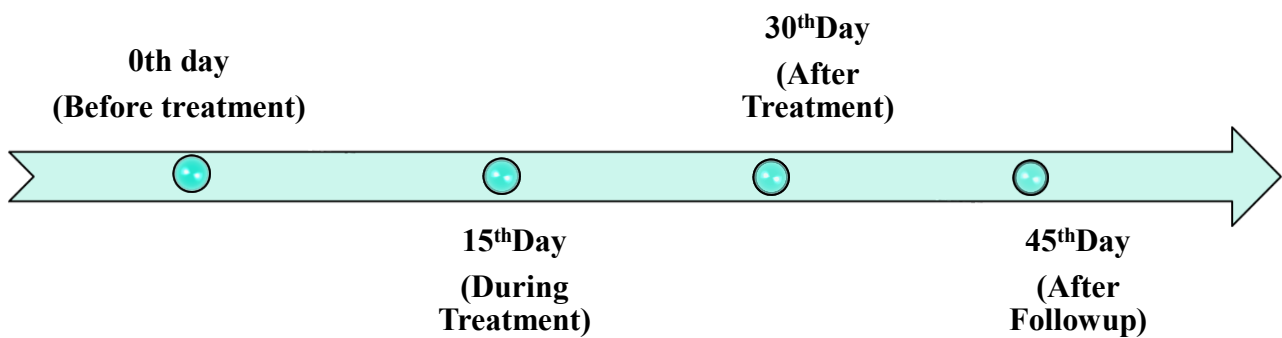 0th day
(Before treatment)
15thDay
(During
Treatment)
30thDay
(After
Treatment)
45thDay
(After
Followup)